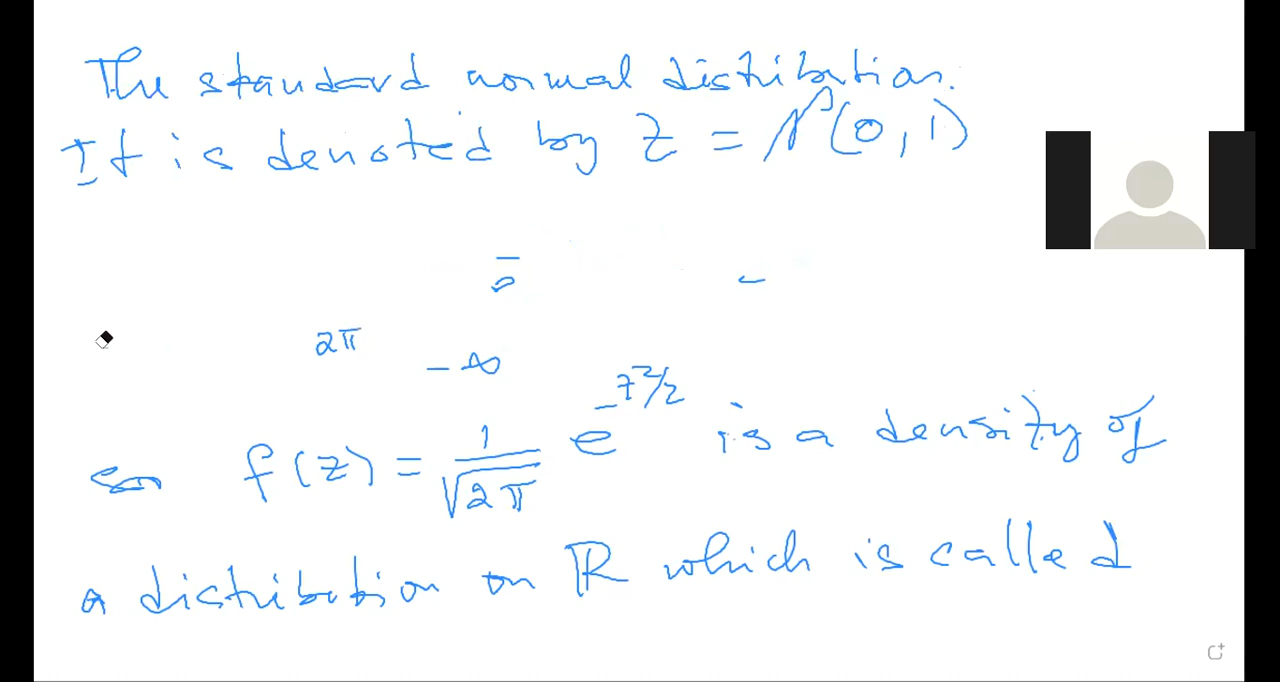 The standard normal distribution.
It is denoted by Z = N(0,1)
2π
-∞
f(z) = 1/√2π e^-z²/2 is a density of
a distribution on ℝ which is called